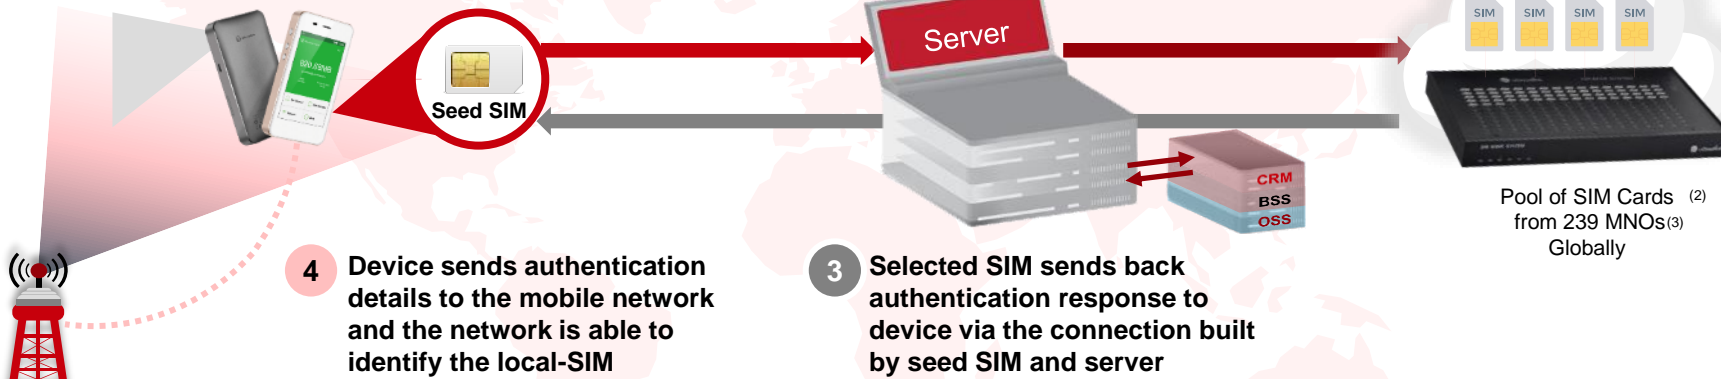 SIM SIM SIM SIM
Server
Seed SIM
CRM
BSS
OSS
Pool of SIM Cards (2)
from 239 MNOs(3)
Globally
4 Device sends authentication
details to the mobile network
and the network is able to
identify the local-SIM
3 Selected SIM sends back
authentication response to
device via the connection built
by seed SIM and server